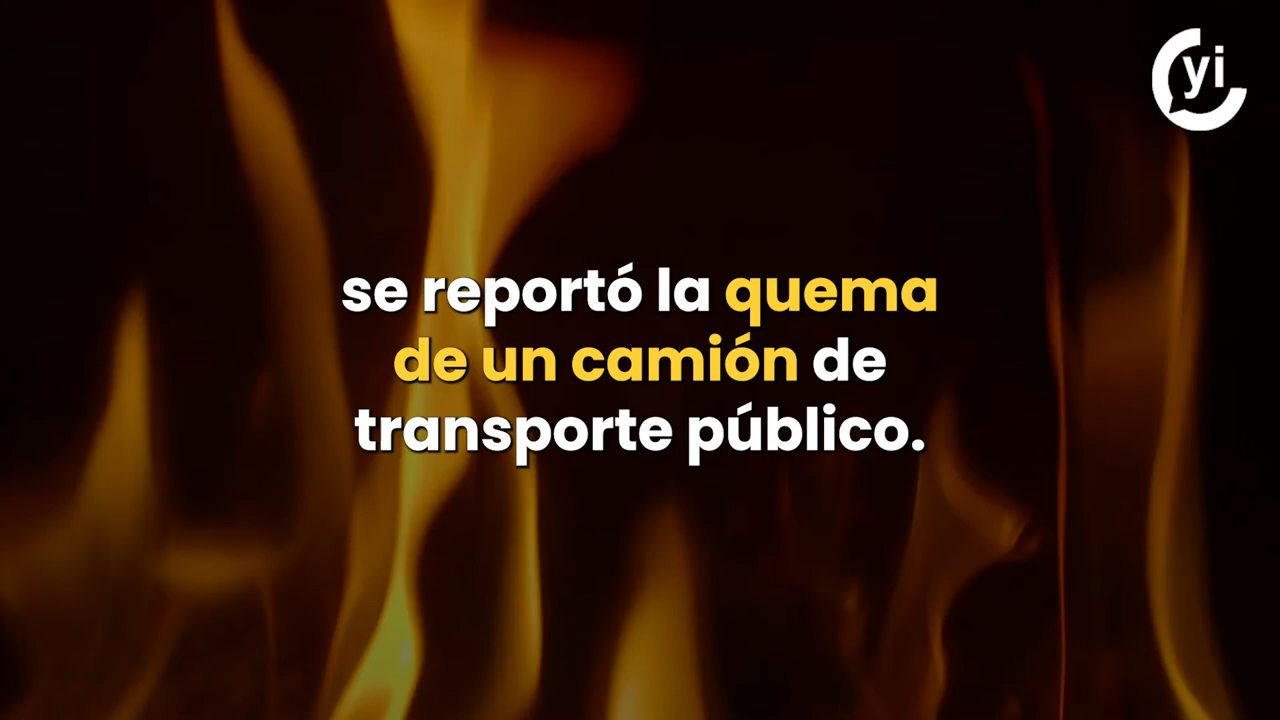 yi
se reportó la quema
de un camión de
transporte público.